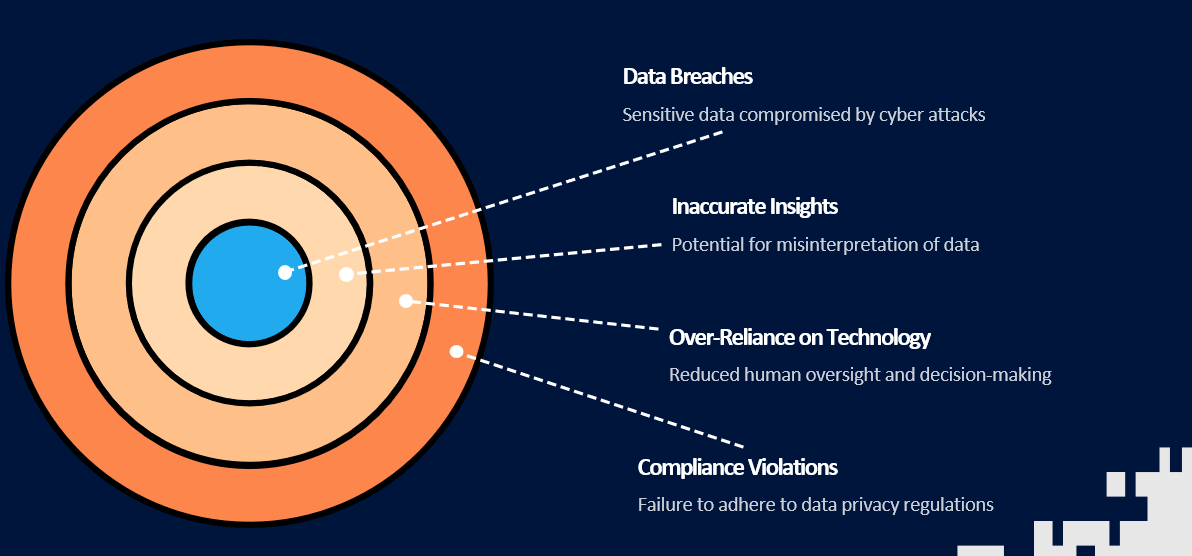 Data Breaches
Sensitive data compromised by cyber attacks
Inaccurate Insights
Potential for misinterpretation of data
Over-Reliance on Technology
Reduced human oversight and decision-making
Compliance Violations
Failure to adhere to data privacy regulations